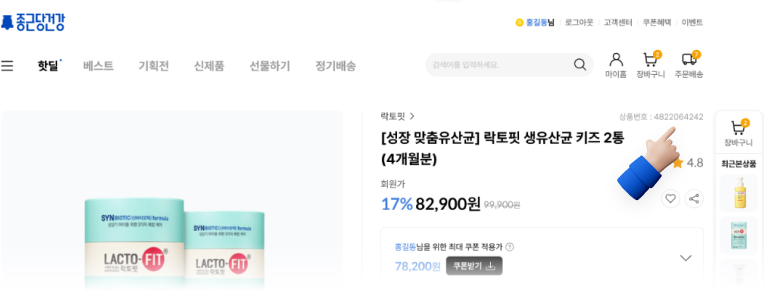 종근당건강
홍길동님 로그아웃 고객센터 쿠폰혜택 이벤트
핫딜 베스트 기획전 신제품 선물하기 정기배송
검색어를 입력하세요.
마이홈 장바구니 2 주문배송 7
락토핏 >
상품번호 : 4822064242
[성장 맞춤유산균] 락토핏 생유산균 키즈 2통
(4개월분)
4.8
회원가
17% 82,900원 99,900원
홍길동님을 위한 최대 쿠폰 적용가 ?
78,200원 쿠폰받기
장바구니 2
최근본상품
SYNBIOTIC formula
LACTO-FIT
락토핏
SYNBIOTIC formula
LACTO-FIT
락토핏